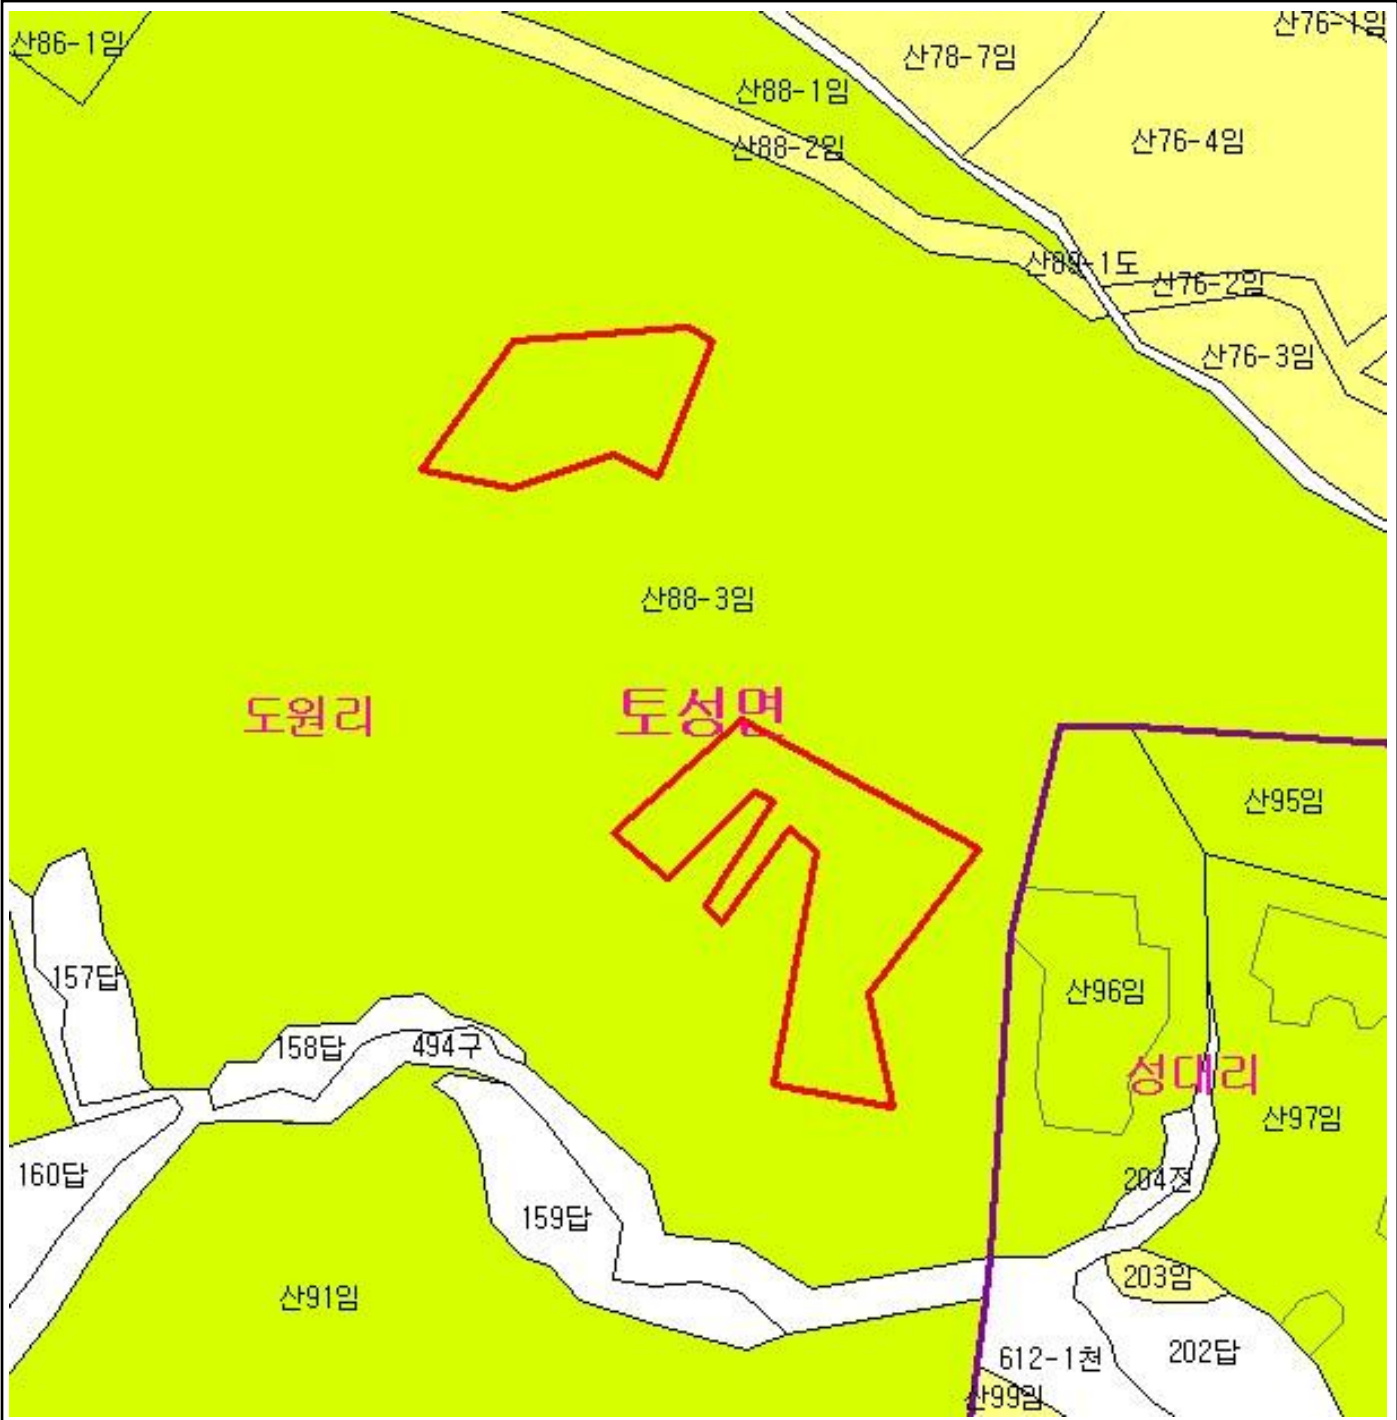 산86-1임
산76-1임
산78-7임
산88-1임
산76-4임
산88-2임
산89-1도
산76-2임
산76-3임
산88-3임
도원리
토성면
산95임
157답
산96임
158답
494구
성대리
산97임
160답
204전
159답
203임
산91임
612-1천
202답
산99임